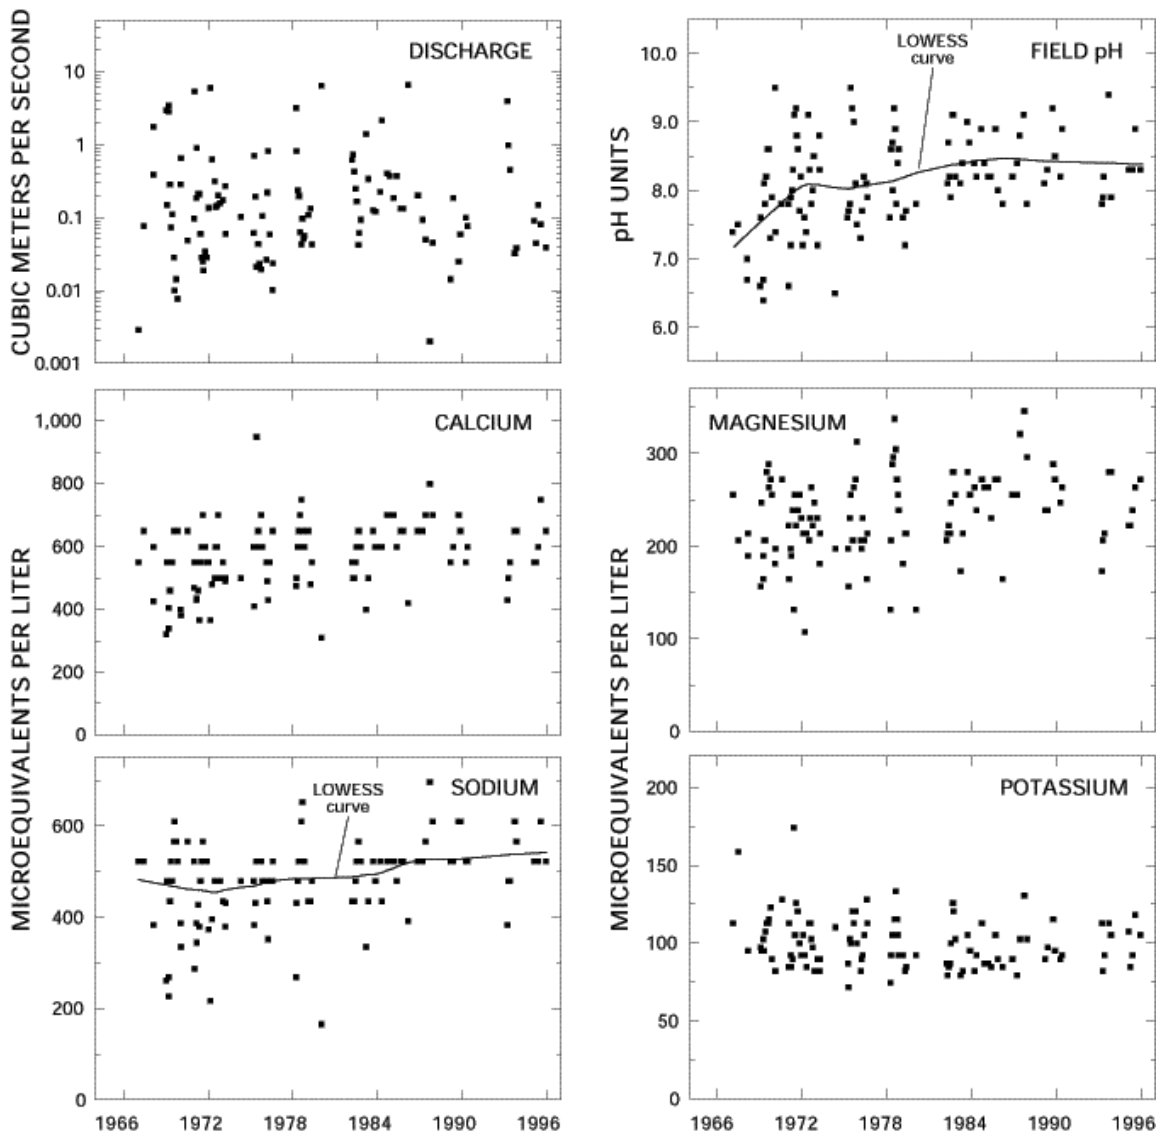 CUBIC METERS PER SECOND
DISCHARGE
10
1
0.1
0.01
0.001
pH UNITS
LOWESS
curve
FIELD pH
10.0
9.0
8.0
7.0
6.0
MICROEQUIVALENTS PER LITER
CALCIUM
1,000
800
600
400
200
0
MICROEQUIVALENTS PER LITER
MAGNESIUM
300
200
100
0
LOWESS
curve
SODIUM
600
400
200
0
1966 1972 1978 1984 1990 1996
POTASSIUM
200
150
100
50
0
1966 1972 1978 1984 1990 1996